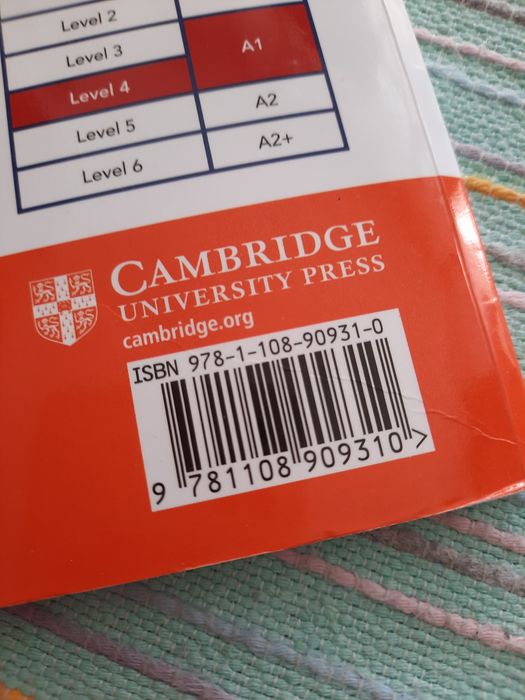 Level 2
Level 3
A1
Level 4
Level 5
A2
Level 6
A2+
CAMBRIDGE
UNIVERSITY PRESS
cambridge.org
ISBN 978-1-108-90931-0
9 781108 909310 >